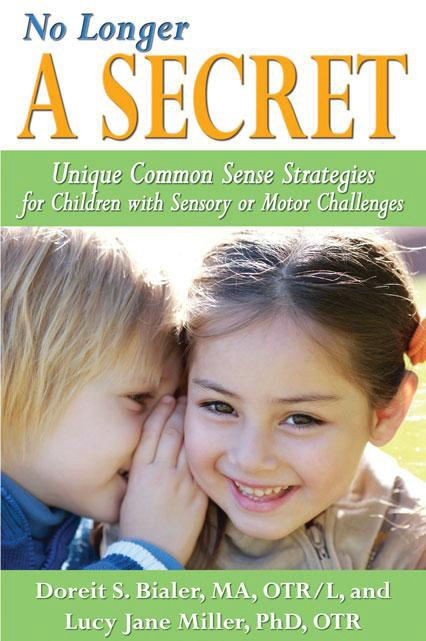 No Longer
A SECRET
Unique Common Sense Strategies
for Children with Sensory or Motor Challenges
Doreit S. Bialer, MA, OTR/L, and
Lucy Jane Miller, PhD, OTR